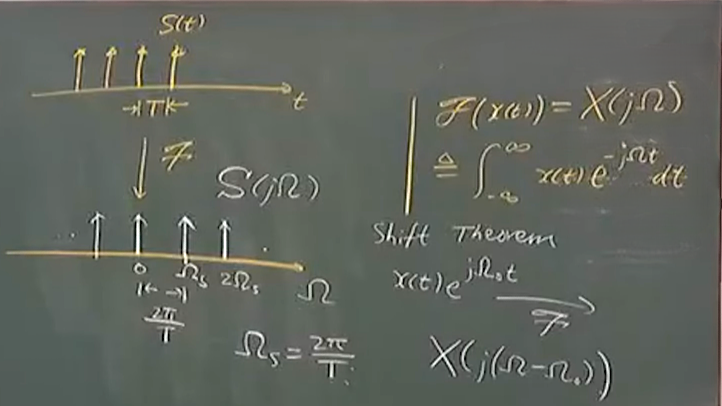 S(t)
→|T|← t
↓ ℱ
S(jΩ)
... .
0 Ωs 2Ωs Ω
|← →|
2π/T
Ωs = 2π/T
ℱ(x(t)) = X(jΩ)
≜ ∫_{-∞}^{∞} x(t) e^{-jΩt} dt
Shift Theorem
x(t)e^{jΩ₀t} → ℱ
X(j(Ω-Ω₀))